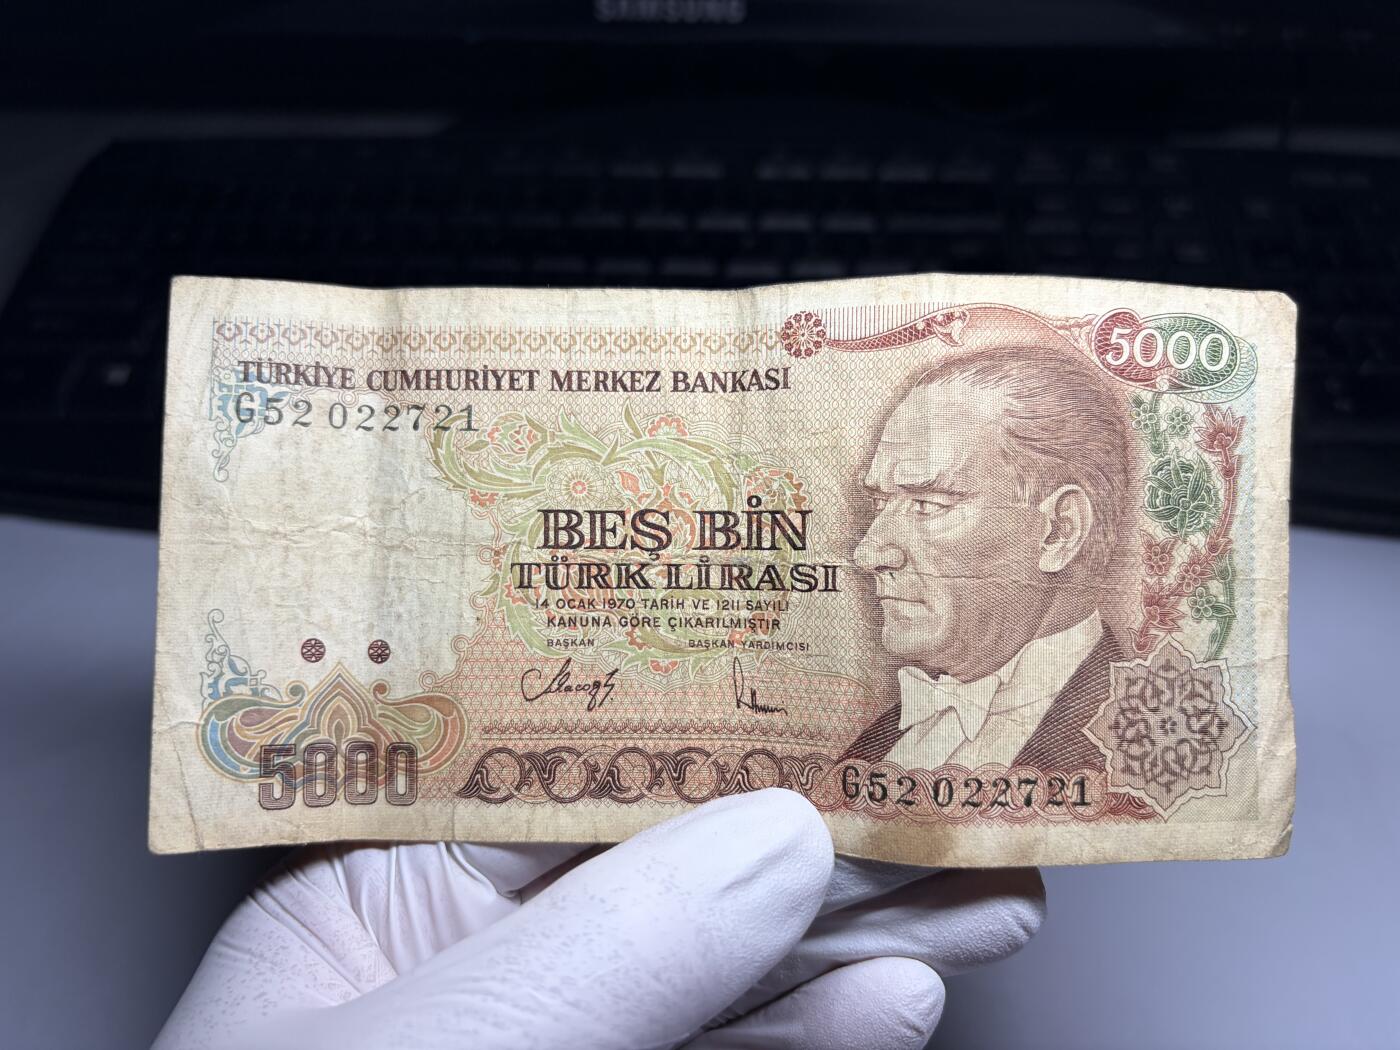 SAMSUNG
5000
TÜRKİYE CUMHURİYET MERKEZ BANKASI
G52 022721
BEŞ BİN
TÜRK LİRASI
14 OCAK 1970 TARİH VE 1211 SAYILI
KANUNA GÖRE ÇIKARILMIŞTIR
BAŞKAN BAŞKAN YARDIMCISI
5000
G52 022721